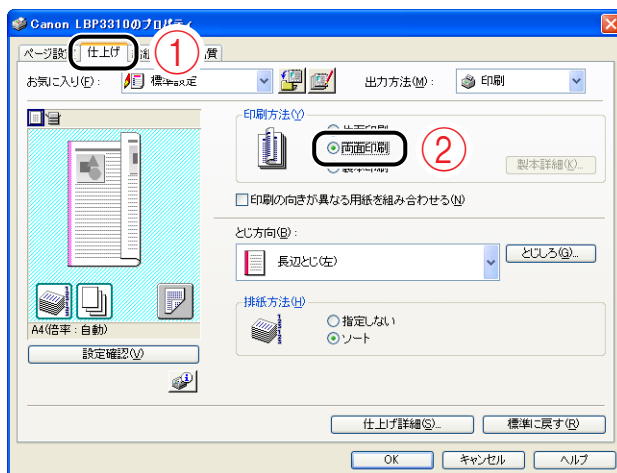 Canon LBP3310のプロパティ
ページ設定 仕上げ 給紙 質
①
お気に入り(F): 標準設定 出力方法(M): 印刷
印刷方法(Y)
片面印刷
両面印刷
②
製本印刷
製本詳細(K)...
印刷の向きが異なる用紙を組み合わせる(N)
とじ方向(B):
長辺とじ(左)
とじしろ(G)...
排紙方法(H)
指定しない
ソート
A4(倍率:自動)
設定確認(V)
仕上げ詳細(S)...
標準に戻す(R)
OK
キャンセル
ヘルプ